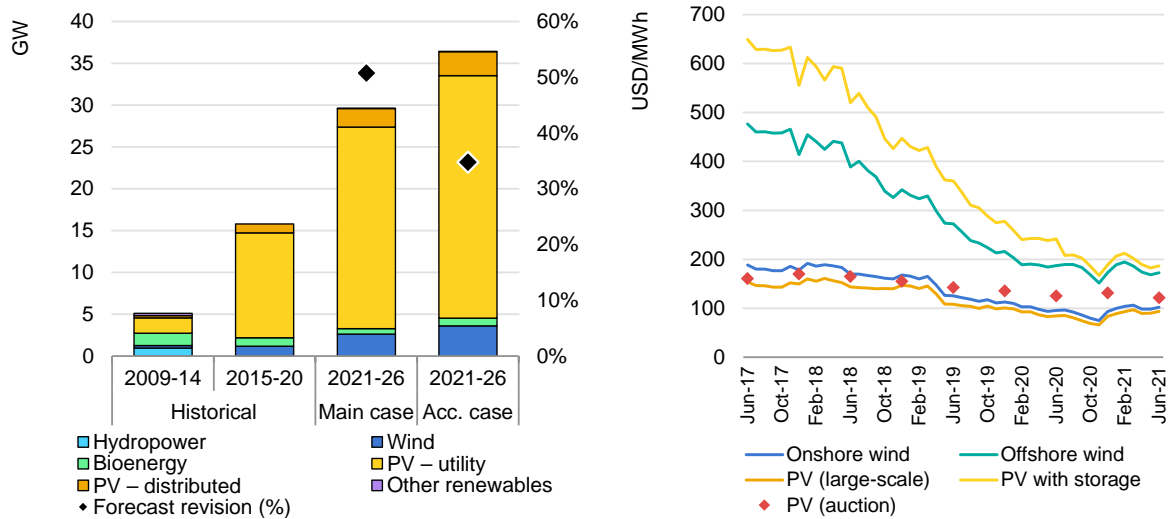 GW
40
35
30
25
20
15
10
5
0
60%
50%
40%
30%
20%
10%
0%
2009-14 2015-20 2021-26 2021-26
Historical Main case Acc. case
Hydropower Wind
Bioenergy PV – utility
PV – distributed Other renewables
Forecast revision (%)
USD/MWh
700
600
500
400
300
200
100
0
Jun-17
Oct-17
Feb-18
Jun-18
Oct-18
Feb-19
Jun-19
Oct-19
Feb-20
Jun-20
Oct-20
Feb-21
Jun-21
Onshore wind Offshore wind
PV (large-scale) PV with storage
PV (auction)